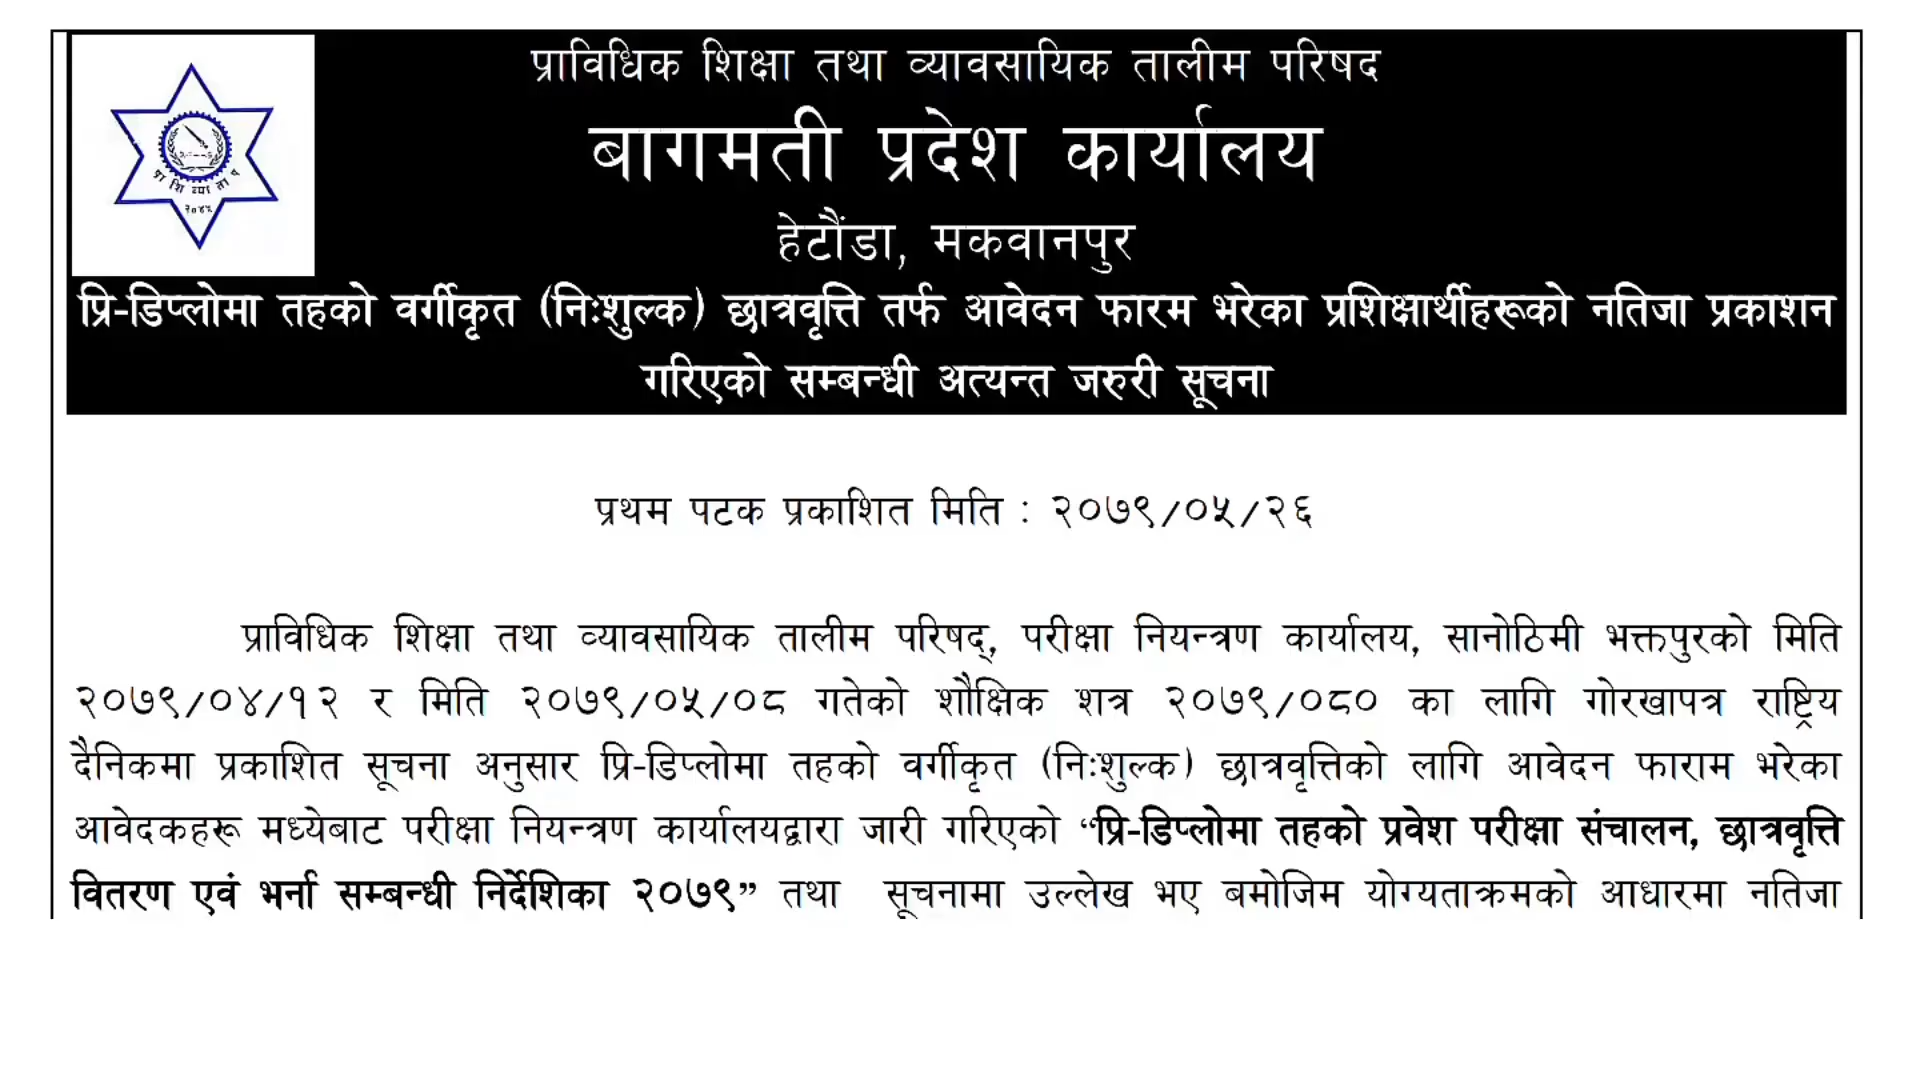 प्राविधिक शिक्षा तथा व्यावसायिक तालीम परिषद
बागमती प्रदेश कार्यालय
हेटौंडा, मकवानपुर
प्रा शि व्या ता प
२०४५
प्रि-डिप्लोमा तहको वर्गीकृत (निःशुल्क) छात्रवृत्ति तर्फ आवेदन फारम भरेका प्रशिक्षार्थीहरूको नतिजा प्रकाशन
गरिएको सम्बन्धी अत्यन्त जरुरी सूचना
प्रथम पटक प्रकाशित मिति : २०७९/०५/२६
प्राविधिक शिक्षा तथा व्यावसायिक तालीम परिषद्, परीक्षा नियन्त्रण कार्यालय, सानोठिमी भक्तपुरको मिति
२०७९/०४/१२ र मिति २०७९/०५/०८ गतेको शौक्षिक शत्र २०७९/०८० का लागि गोरखापत्र राष्ट्रिय
दैनिकमा प्रकाशित सूचना अनुसार प्रि-डिप्लोमा तहको वर्गीकृत (निःशुल्क) छात्रवृत्तिको लागि आवेदन फाराम भरेका
आवेदकहरू मध्येबाट परीक्षा नियन्त्रण कार्यालयद्वारा जारी गरिएको “प्रि-डिप्लोमा तहको प्रवेश परीक्षा संचालन, छात्रवृत्ति
वितरण एवं भर्ना सम्बन्धी निर्देशिका २०७९” तथा सूचनामा उल्लेख भए बमोजिम योग्यताक्रमको आधारमा नतिजा